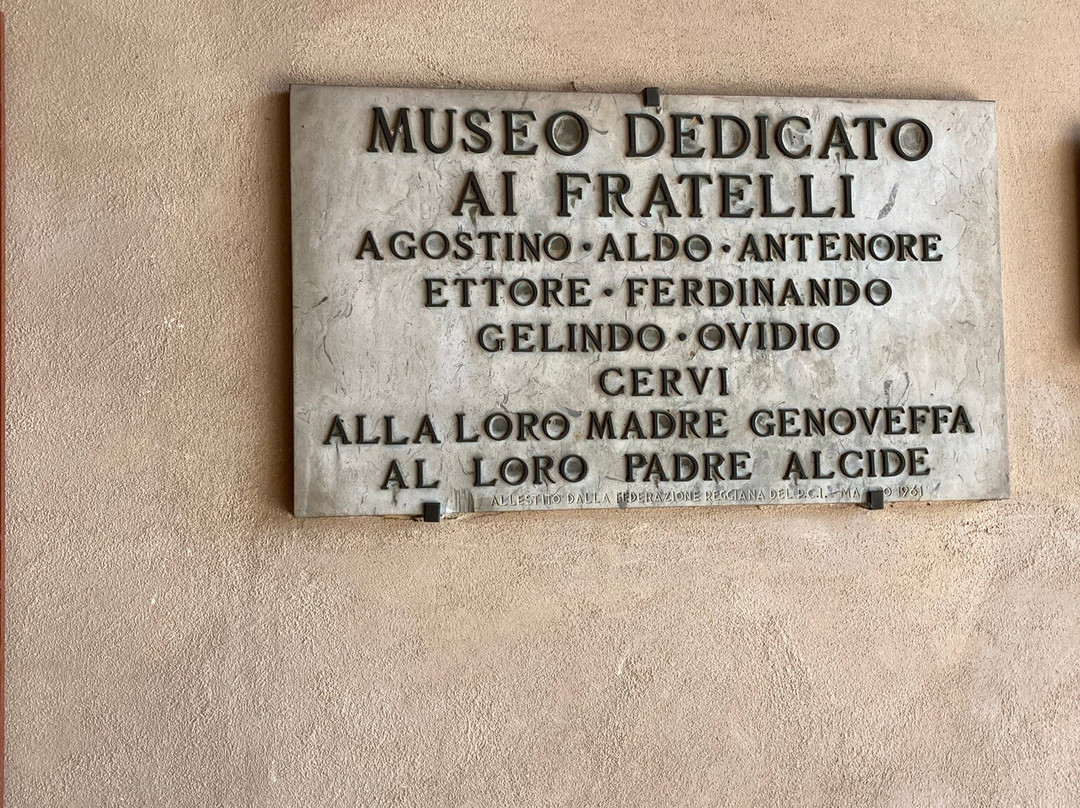 MUSEO DEDICATO
AI FRATELLI
AGOSTINO · ALDO · ANTENORE
ETTORE · FERDINANDO
GELINDO · OVIDIO
CERVI
ALLA LORO MADRE GENOVEFFA
AL LORO PADRE ALCIDE
ALLESTITO DALLA FEDERAZIONE REGGIANA DEL P.C.I. - 1961